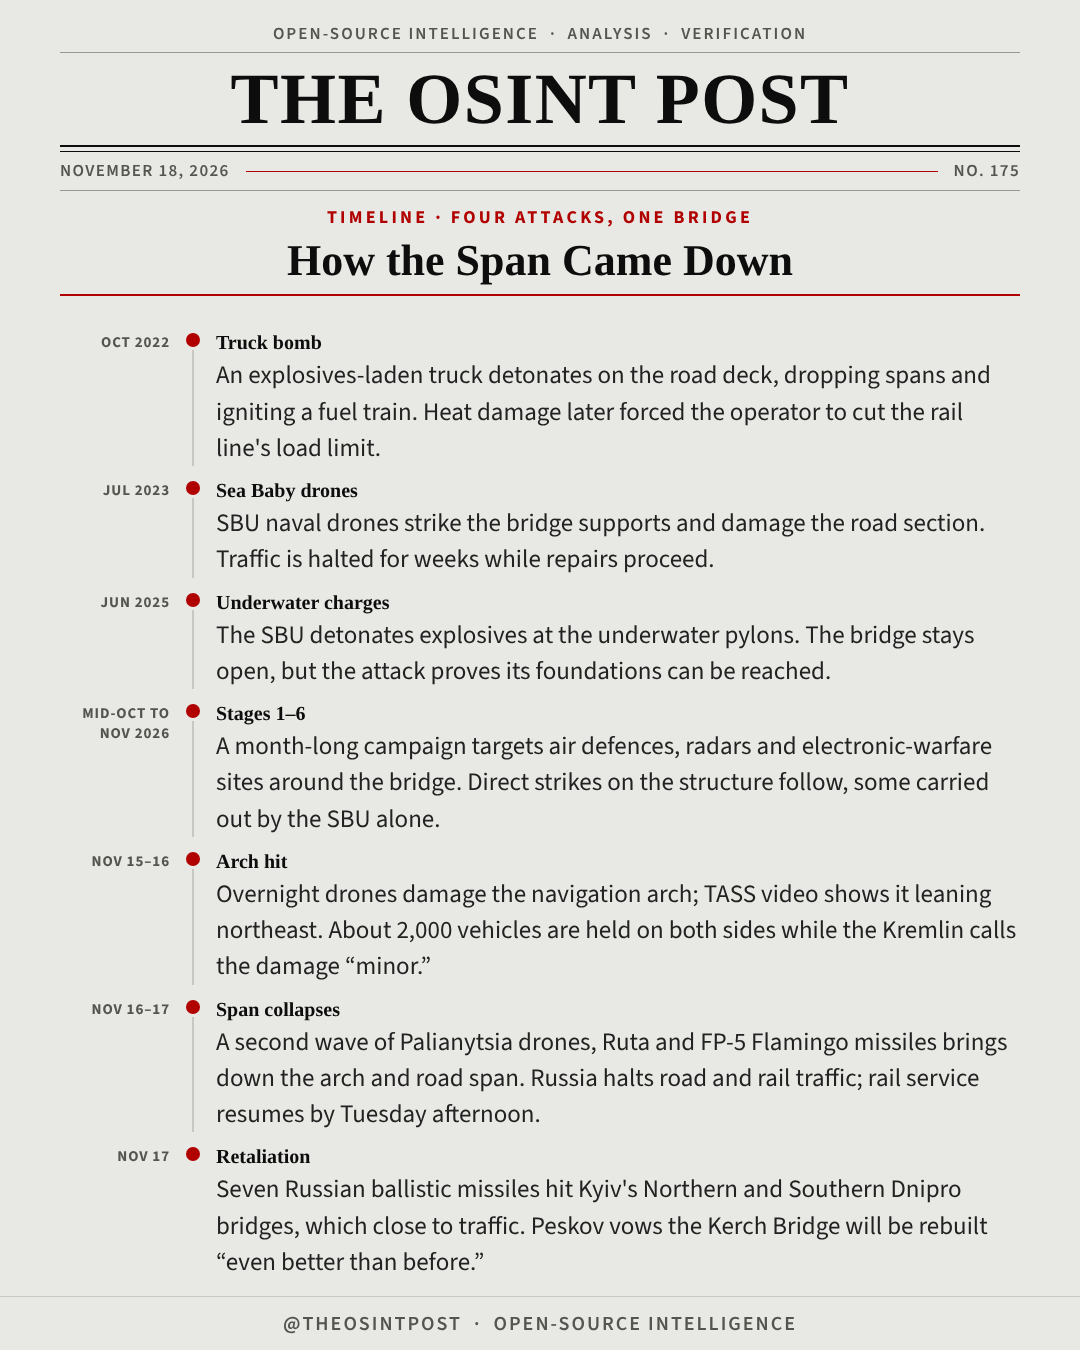 OPEN-SOURCE INTELLIGENCE · ANALYSIS · VERIFICATION
THE OSINT POST
NOVEMBER 18, 2026
NO. 175
TIMELINE · FOUR ATTACKS, ONE BRIDGE
How the Span Came Down
OCT 2022
Truck bomb
An explosives-laden truck detonates on the road deck, dropping spans and
igniting a fuel train. Heat damage later forced the operator to cut the rail
line's load limit.
JUL 2023
Sea Baby drones
SBU naval drones strike the bridge supports and damage the road section.
Traffic is halted for weeks while repairs proceed.
JUN 2025
Underwater charges
The SBU detonates explosives at the underwater pylons. The bridge stays
open, but the attack proves its foundations can be reached.
MID-OCT TO
NOV 2026
Stages 1–6
A month-long campaign targets air defences, radars and electronic-warfare
sites around the bridge. Direct strikes on the structure follow, some carried
out by the SBU alone.
NOV 15–16
Arch hit
Overnight drones damage the navigation arch; TASS video shows it leaning
northeast. About 2,000 vehicles are held on both sides while the Kremlin calls
the damage “minor.”
NOV 16–17
Span collapses
A second wave of Palianytsia drones, Ruta and FP-5 Flamingo missiles brings
down the arch and road span. Russia halts road and rail traffic; rail service
resumes by Tuesday afternoon.
NOV 17
Retaliation
Seven Russian ballistic missiles hit Kyiv's Northern and Southern Dnipro
bridges, which close to traffic. Peskov vows the Kerch Bridge will be rebuilt
“even better than before.”
@THEOSINTPOST · OPEN-SOURCE INTELLIGENCE